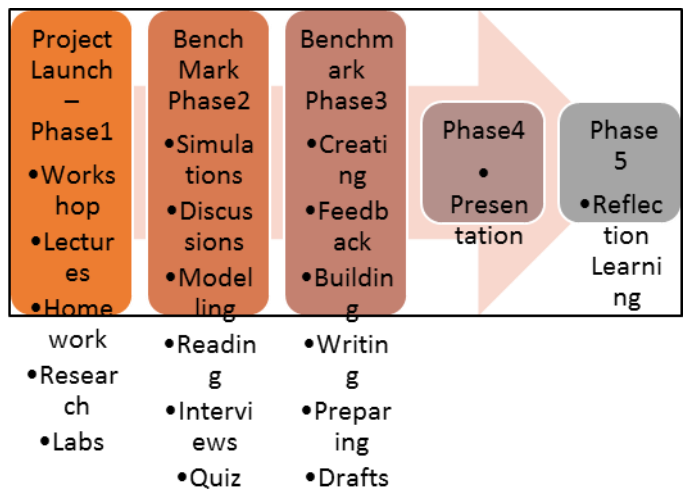 Project
Launch
–
Phase1
•Works
hop
•Lectur
es
•Home
work
•Resear
ch
•Labs
Bench
Mark
Phase2
•Simula
tions
•Discus
sions
•Model
ling
•Readin
g
•Intervi
ews
•Quiz
Benchm
ark
Phase3
•Creati
ng
•Feedb
ack
•Buildin
g
•Writin
g
•Prepar
ing
•Drafts
Phase4
•
Presen
tation
Phase
5
•Reflec
tion
Learni
ng